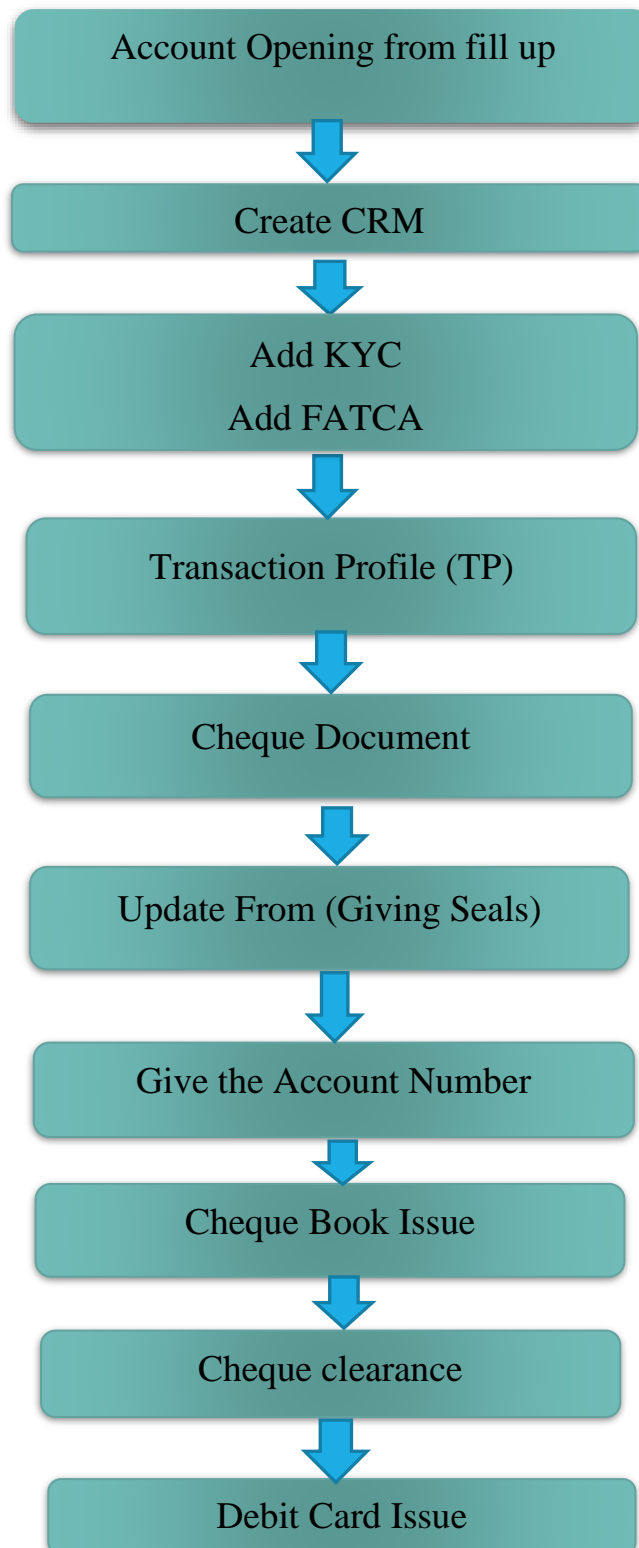 Account Opening from fill up
Create CRM
Add KYC
Add FATCA
Transaction Profile (TP)
Cheque Document
Update From (Giving Seals)
Give the Account Number
Cheque Book Issue
Cheque clearance
Debit Card Issue